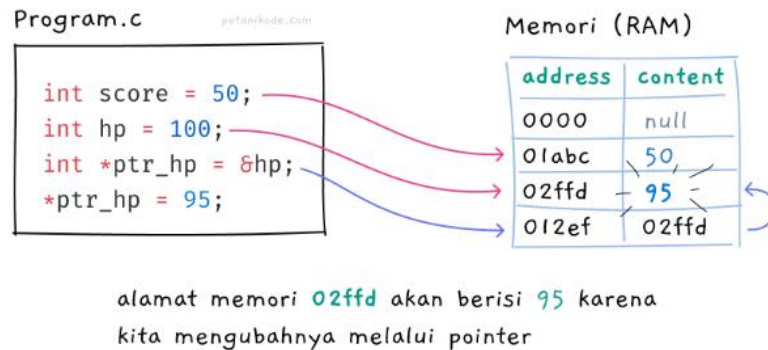 Program.c
petanikode.com
int score = 50;
int hp = 100;
int *ptr_hp = &hp;
*ptr_hp = 95;
Memori (RAM)
address content
0000 null
01abc 50
02ffd 95
012ef 02ffd
alamat memori 02ffd akan berisi 95 karena
kita mengubahnya melalui pointer